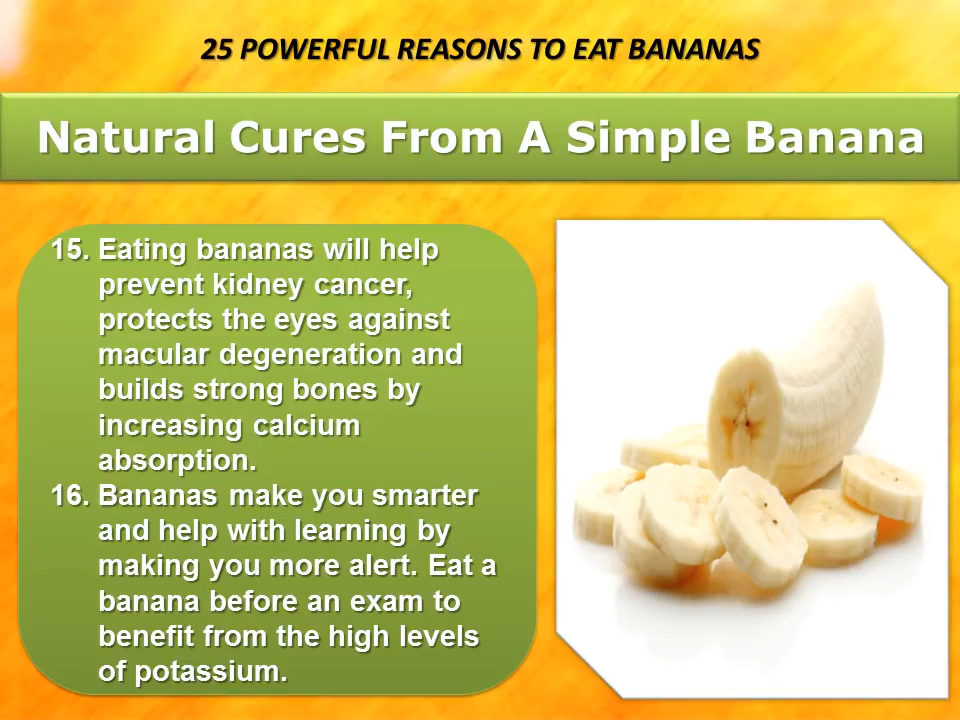 25 POWERFUL REASONS TO EAT BANANAS
Natural Cures From A Simple Banana
15. Eating bananas will help
prevent kidney cancer,
protects the eyes against
macular degeneration and
builds strong bones by
increasing calcium
absorption.
16. Bananas make you smarter
and help with learning by
making you more alert. Eat a
banana before an exam to
benefit from the high levels
of potassium.